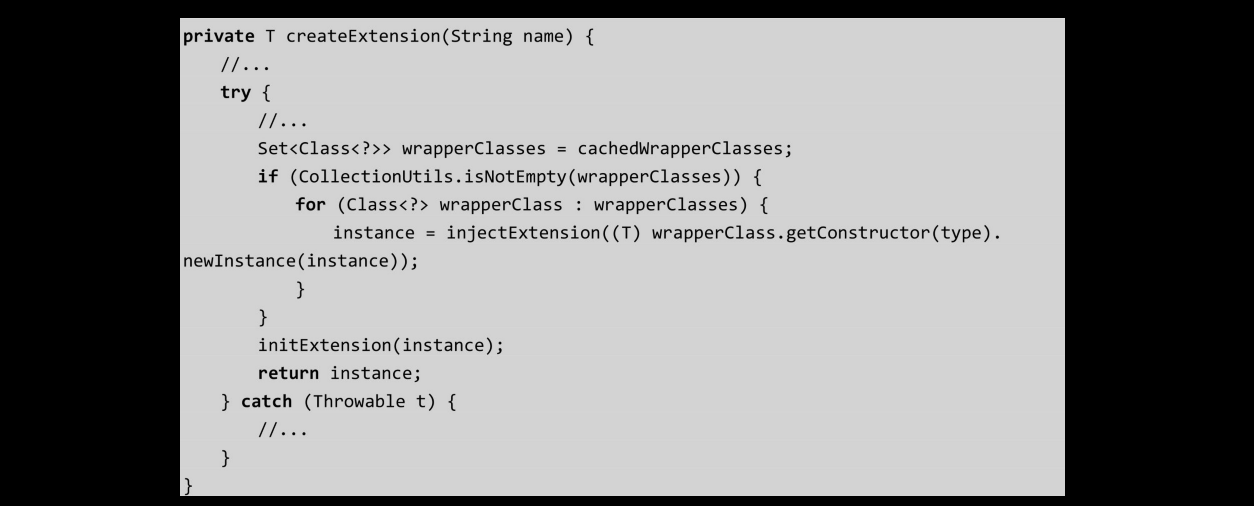 private T createExtension(String name) {
//...
try {
//...
Set<Class<?>> wrapperClasses = cachedWrapperClasses;
if (CollectionUtils.isNotEmpty(wrapperClasses)) {
for (Class<?> wrapperClass : wrapperClasses) {
instance = injectExtension((T) wrapperClass.getConstructor(type).
newInstance(instance));
}
}
initExtension(instance);
return instance;
} catch (Throwable t) {
//...
}
}